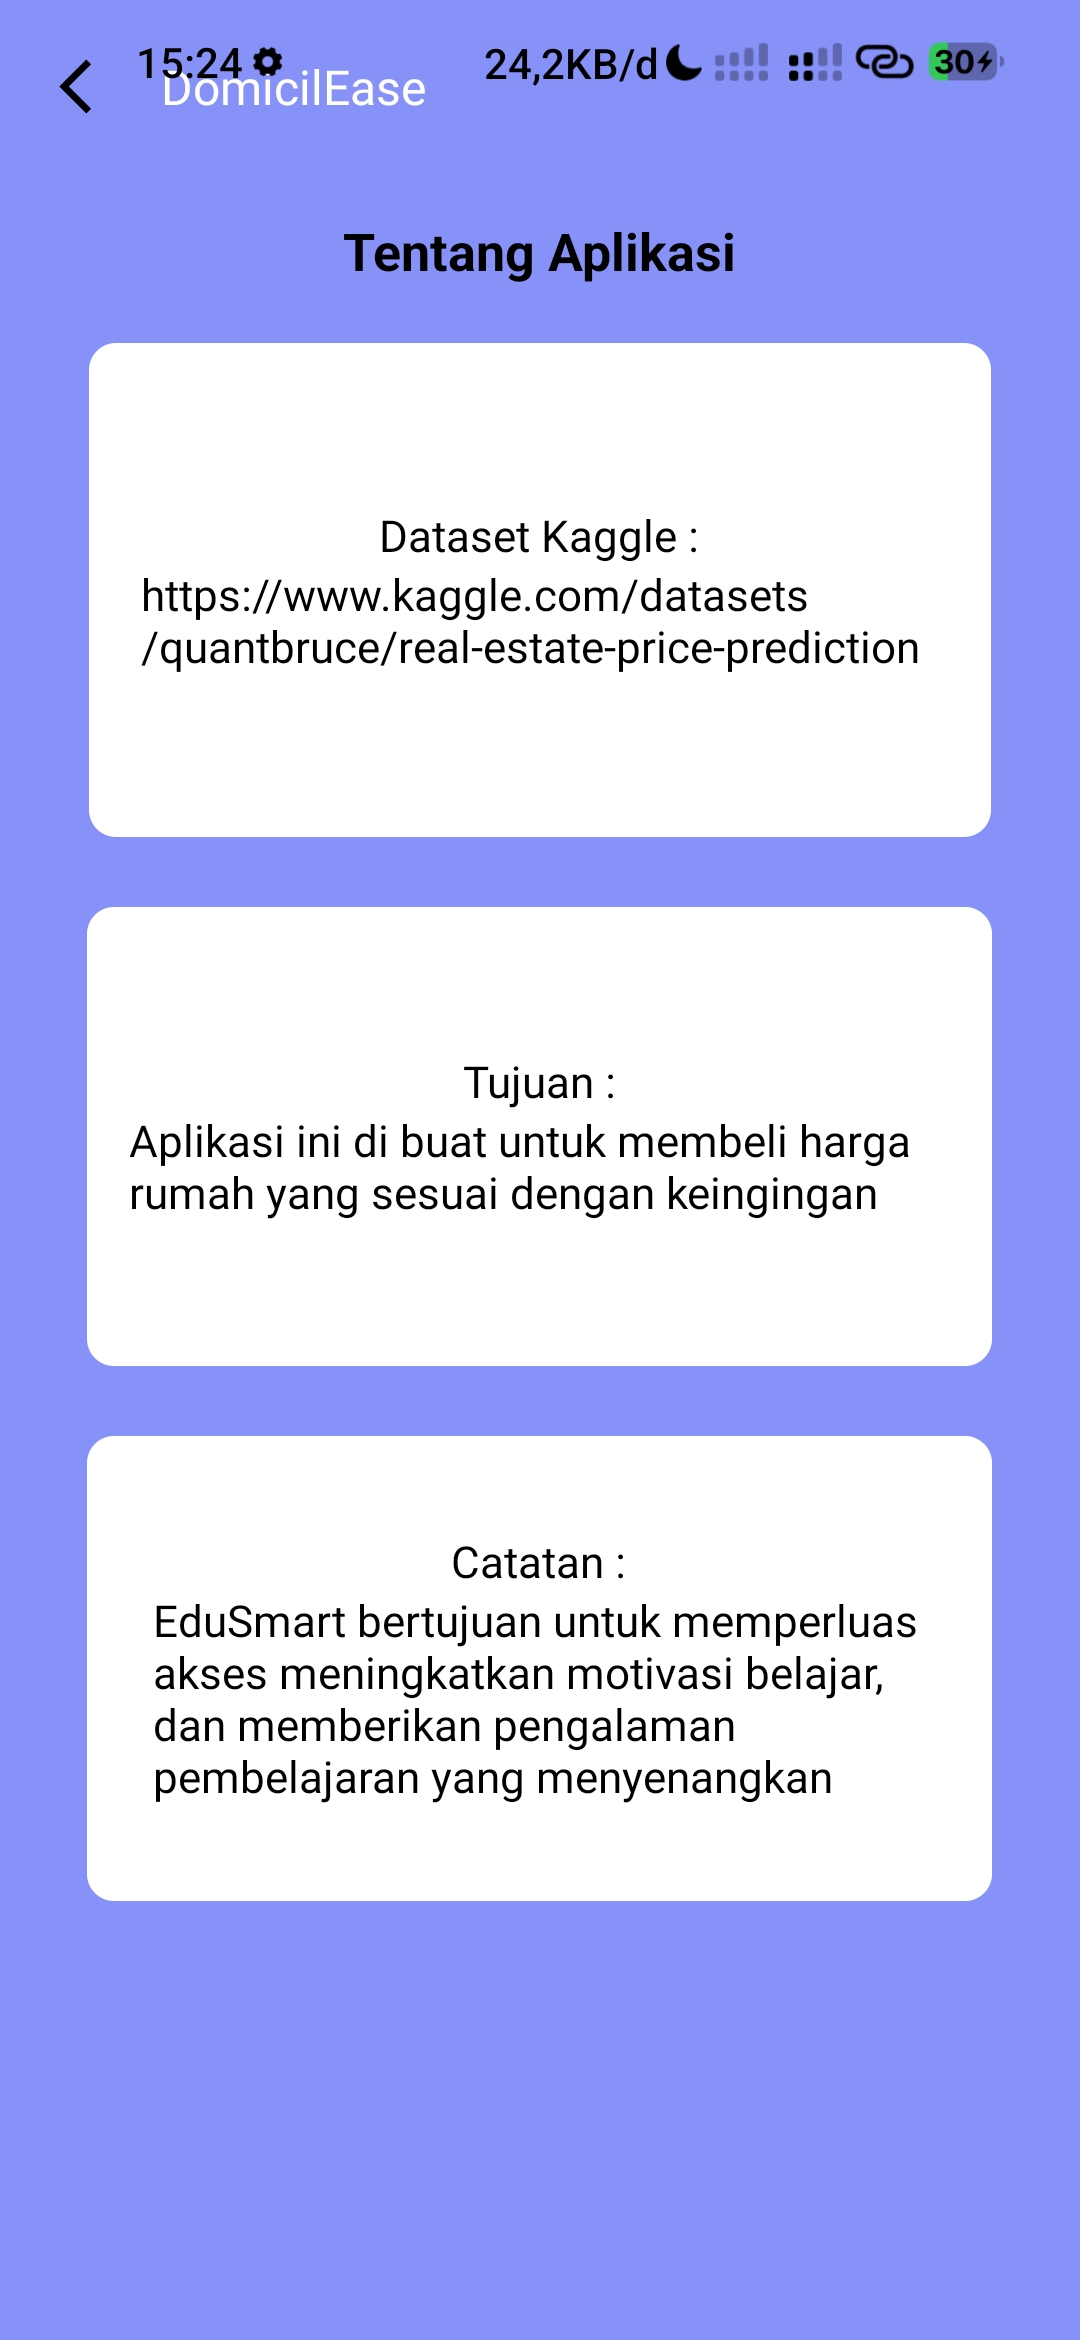 15:24
24,2KB/d
30
DomicilEase
Tentang Aplikasi
Dataset Kaggle :
https://www.kaggle.com/datasets
/quantbruce/real-estate-price-prediction
Tujuan :
Aplikasi ini di buat untuk membeli harga
rumah yang sesuai dengan keingingan
Catatan :
EduSmart bertujuan untuk memperluas
akses meningkatkan motivasi belajar,
dan memberikan pengalaman
pembelajaran yang menyenangkan